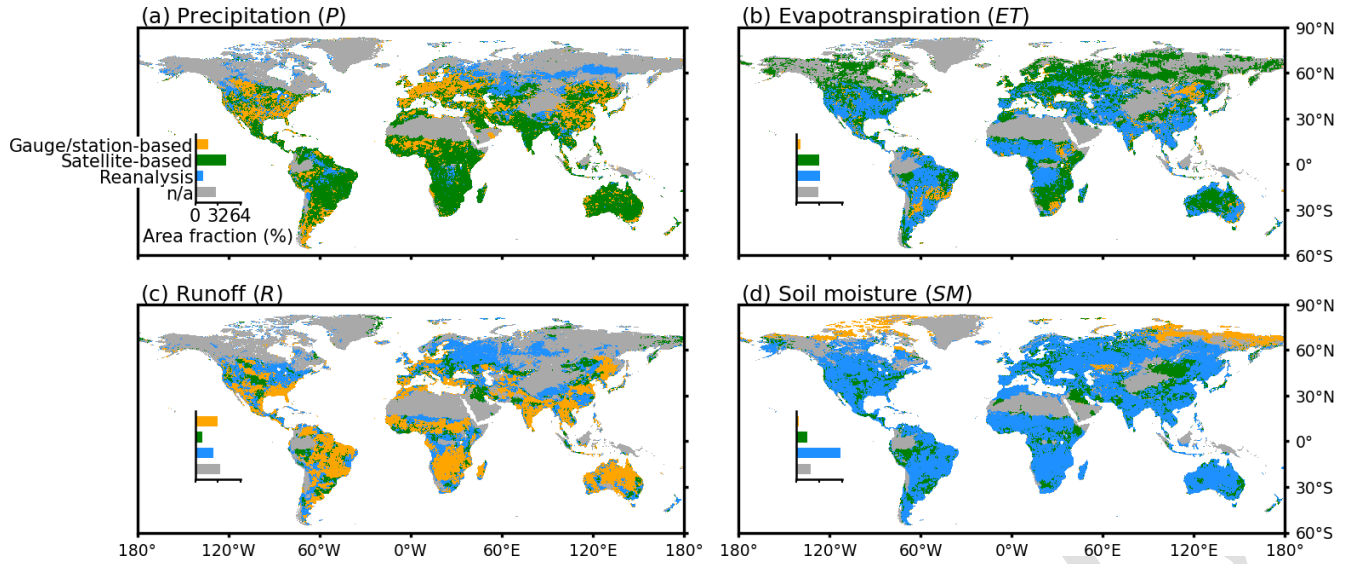 (a) Precipitation (P)
(b) Evapotranspiration (ET)
90°N
60°N
30°N
0°
30°S
60°S
Gauge/station-based
Satellite-based
Reanalysis
n/a
0 32 64
Area fraction (%)
(c) Runoff (R)
(d) Soil moisture (SM)
90°N
60°N
30°N
0°
30°S
60°S
180° 120°W 60°W 0°W 60°E 120°E 180°
180° 120°W 60°W 0°W 60°E 120°E 180°